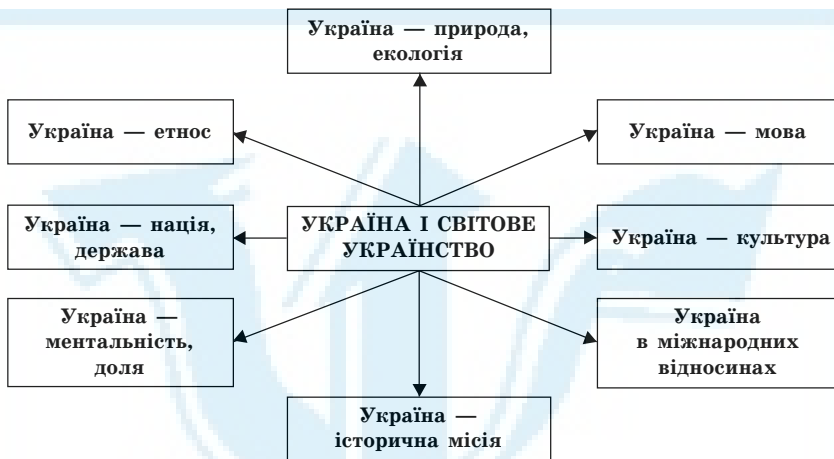 Україна — природа,
екологія
Україна — етнос
Україна — мова
Україна — нація,
держава
УКРАЇНА І СВІТОВЕ
УКРАЇНСТВО
Україна — культура
Україна —
ментальність,
доля
Україна
в міжнародних
відносинах
Україна —
історична місія